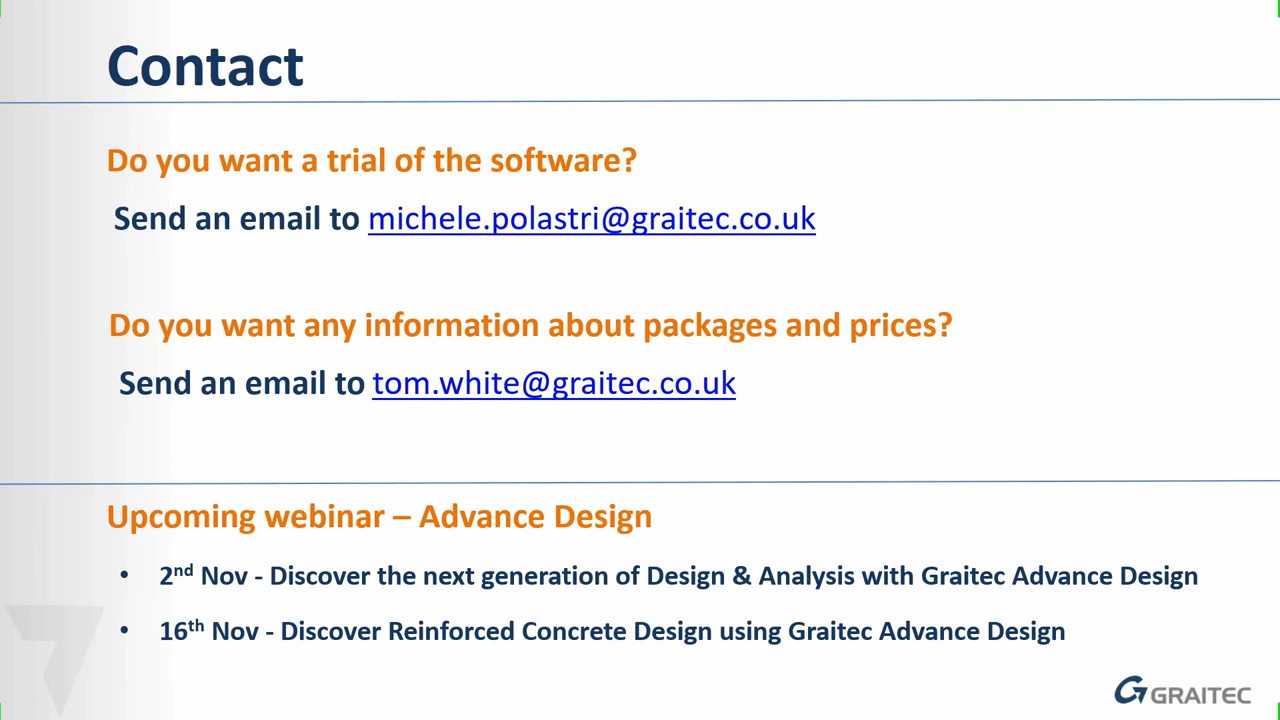 Contact
Do you want a trial of the software?
Send an email to michele.polastri@graitec.co.uk
Do you want any information about packages and prices?
Send an email to tom.white@graitec.co.uk
Upcoming webinar – Advance Design
• 2nd Nov - Discover the next generation of Design & Analysis with Graitec Advance Design
• 16th Nov - Discover Reinforced Concrete Design using Graitec Advance Design
GRAITEC